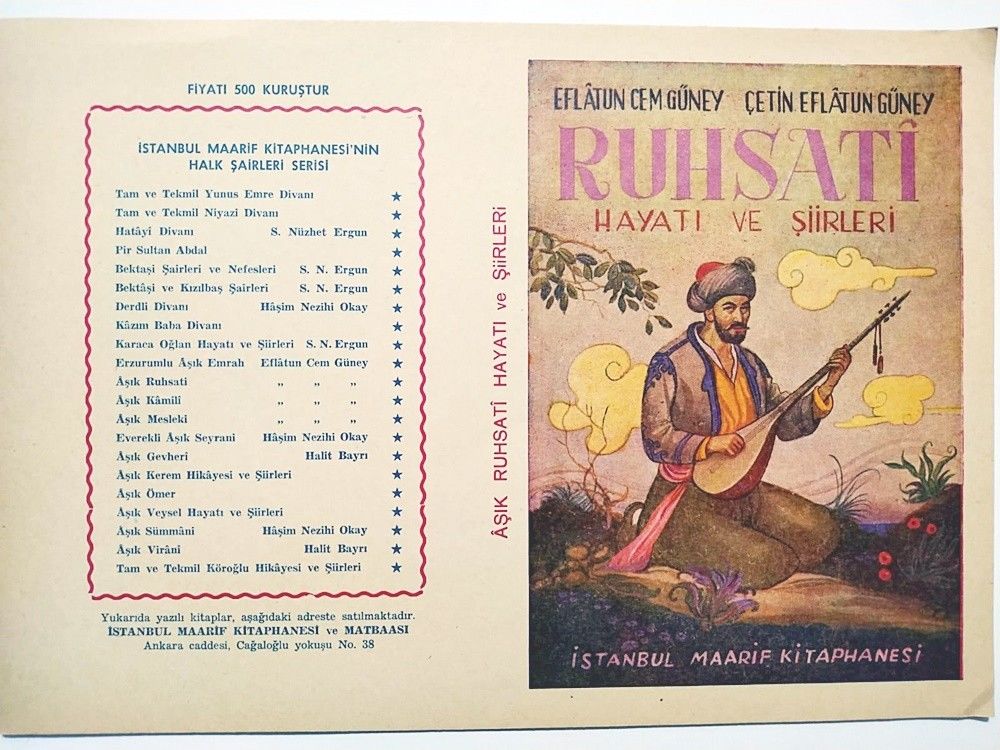 FİYATI 500 KURUŞTUR
İSTANBUL MAARİF KİTAPHANESİ'NİN
HALK ŞAİRLERİ SERİSİ
Tam ve Tekmil Yunus Emre Divanı ★
Tam ve Tekmil Niyazi Divanı ★
Hatâyî Divanı S. Nüzhet Ergun ★
Pir Sultan Abdal ★
Bektaşi Şairleri ve Nefesleri S. N. Ergun ★
Bektâşi ve Kızılbaş Şairleri S. N. Ergun ★
Derdli Divanı Hâşim Nezihi Okay ★
Kâzım Baba Divanı ★
Karaca Oğlan Hayatı ve Şiirleri S. N. Ergun ★
Erzurumlu Âşık Emrah Eflâtun Cem Güney ★
Âşık Ruhsati „ „ „ ★
Âşık Kâmilî „ „ „ ★
Âşık Mesleki „ „ „ ★
Everekli Âşık Seyrani Hâşim Nezihi Okay ★
Âşık Gevheri Halit Bayrı ★
Âşık Kerem Hikâyesi ve Şiirleri ★
Âşık Ömer ★
Âşık Veysel Hayatı ve Şiirleri ★
Âşık Sümmâni Hâşim Nezihi Okay ★
Âşık Virâni Halit Bayrı ★
Tam ve Tekmil Köroğlu Hikâyesi ve Şiirleri ★
Yukarıda yazılı kitaplar, aşağıdaki adreste satılmaktadır.
İSTANBUL MAARİF KİTAPHANESİ ve MATBAASI
Ankara caddesi, Cağaloğlu yokuşu No. 38
ÂŞIK RUHSATÎ HAYATI ve ŞİİRLERİ
EFLÂTUN CEM GÜNEY ÇETİN EFLÂTUN GÜNEY
RUHSATÎ
HAYATI VE ŞİİRLERİ
İSTANBUL MAARİF KİTAPHANESİ